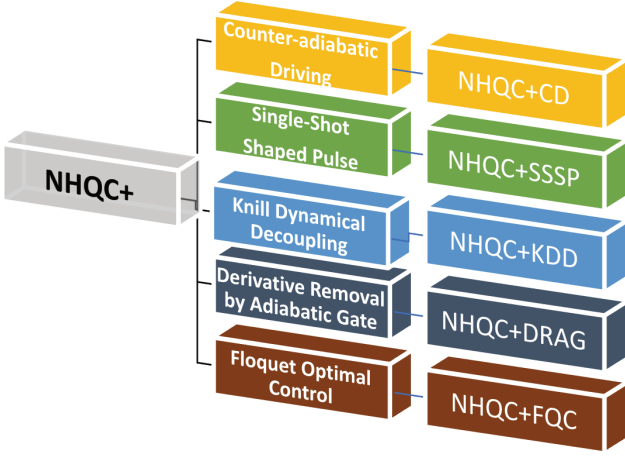 NHQC+
Counter-adiabatic
Driving
NHQC+CD
Single-Shot
Shaped Pulse
NHQC+SSSP
Knill Dynamical
Decoupling
NHQC+KDD
Derivative Removal
by Adiabatic Gate
NHQC+DRAG
Floquet Optimal
Control
NHQC+FQC